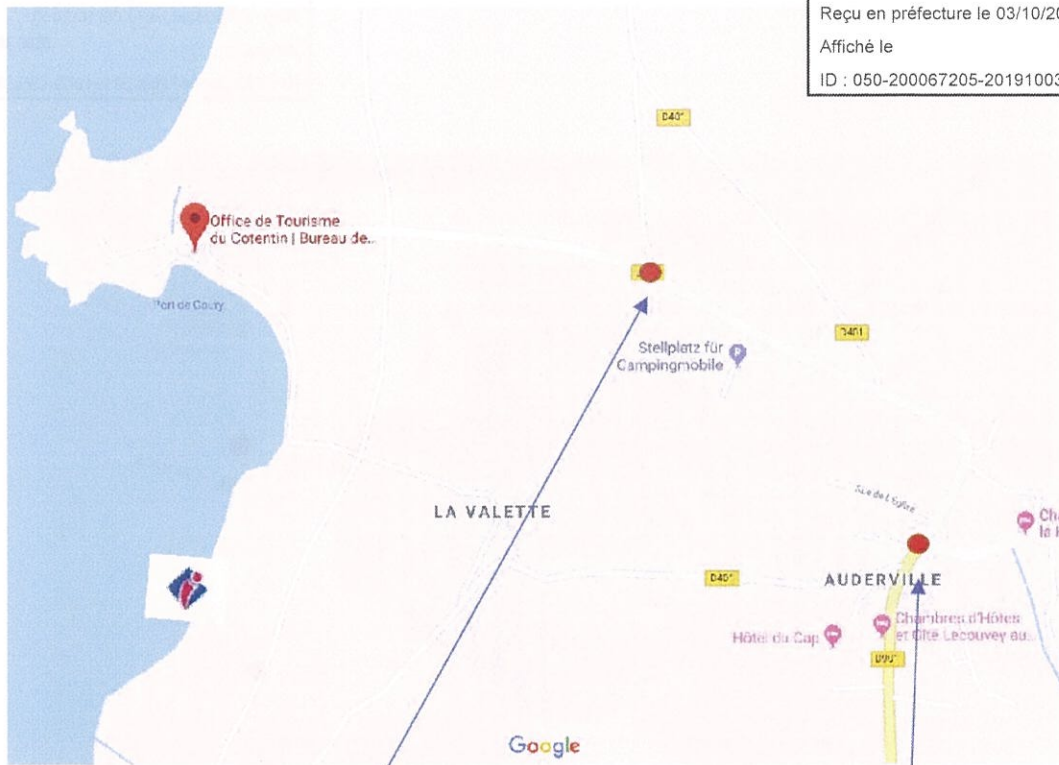 Reçu en préfecture le 03/10/20
Affiché le
ID : 050-200067205-20191003
D401
Office de Tourisme
du Cotentin | Bureau de...
Port de Goury
D401
Stellplatz für
Campingmobile
LA VALETTE
Rue de L'Église
D401
AUDERVILLE
Chambres d'Hôtes
et Gîte Lecouvey au...
Hôtel du Cap
D901
Google